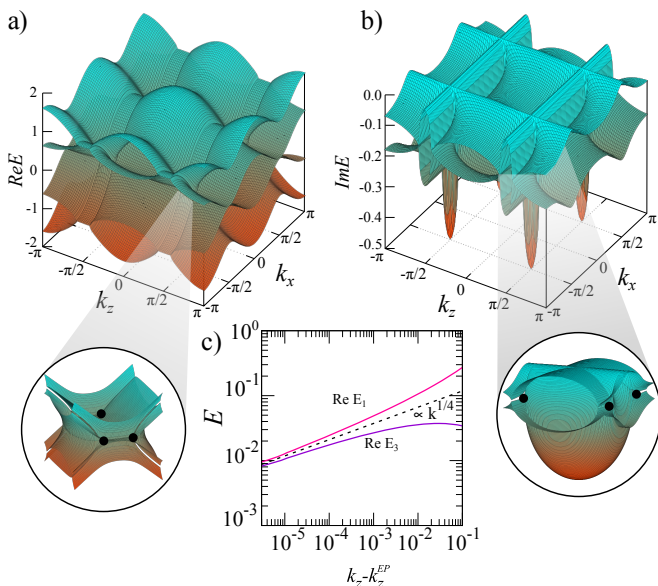 a)
b)
ReE
2
1
0
-1
-2
-π
-π/2
0
π/2
π
-π
-π/2
0
π/2
π
k_z
k_x
ImE
0.0
-0.1
-0.2
-0.3
-0.4
-0.5
-π
-π/2
0
π/2
π
-π
-π/2
0
π/2
π
k_z
k_x
c)
E
10^0
10^-1
10^-2
10^-3
Re E_1
∝ k^1/4
Re E_3
10^-5 10^-4 10^-3 10^-2 10^-1
k_z-k_z^EP